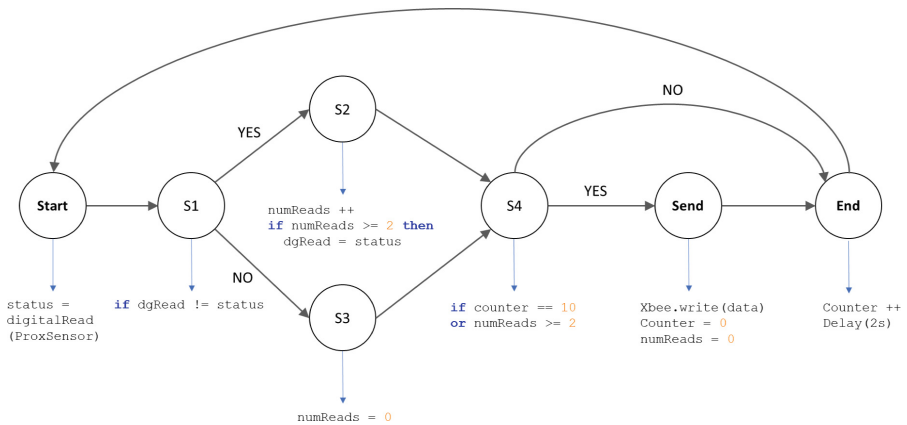 NO
S2
YES
Start
S1
S4
YES
Send
End
numReads ++
if numReads >= 2 then
dgRead = status
NO
status =
digitalRead
(ProxSensor)
if dgRead != status
S3
if counter == 10
or numReads >= 2
Xbee.write(data)
Counter = 0
numReads = 0
Counter ++
Delay(2s)
numReads = 0